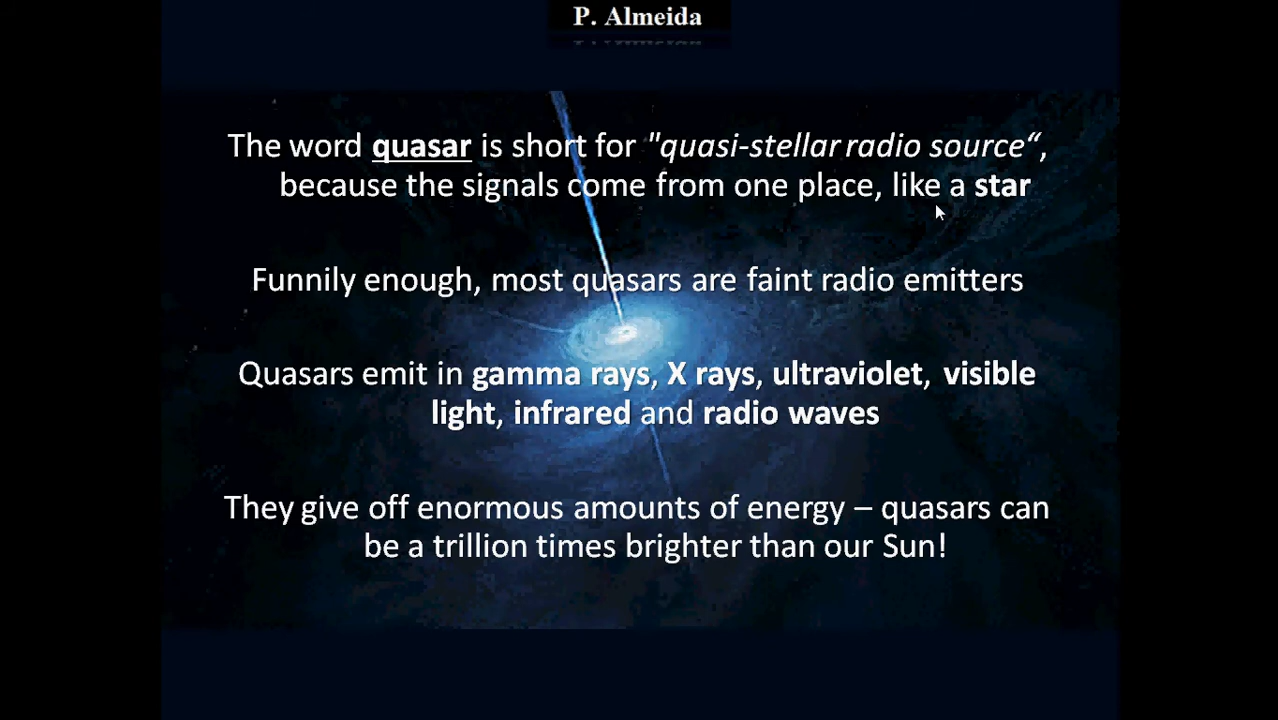 P. Almeida
The word quasar is short for "quasi-stellar radio source“,
because the signals come from one place, like a star
Funnily enough, most quasars are faint radio emitters
Quasars emit in gamma rays, X rays, ultraviolet, visible
light, infrared and radio waves
They give off enormous amounts of energy – quasars can
be a trillion times brighter than our Sun!